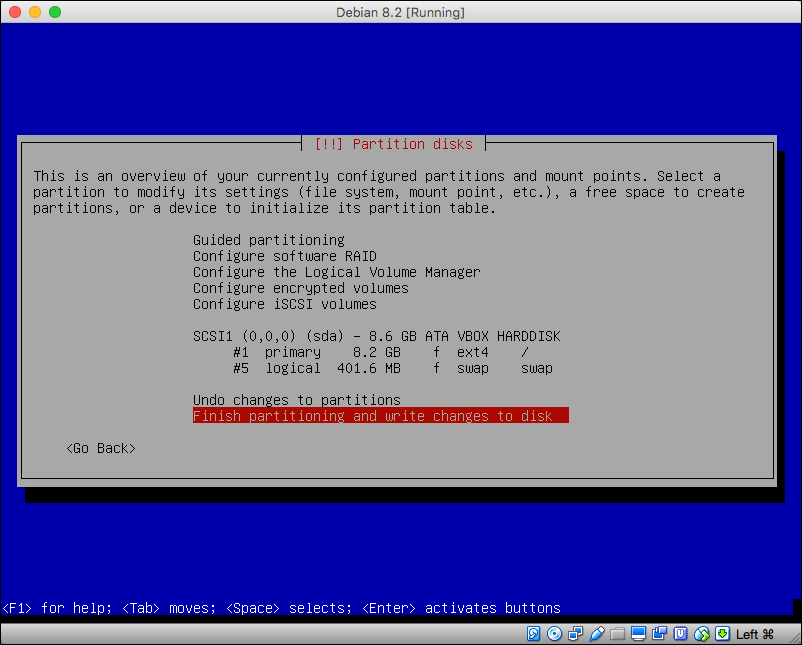 Debian 8.2 [Running]
[!!] Partition disks
This is an overview of your currently configured partitions and mount points. Select a
partition to modify its settings (file system, mount point, etc.), a free space to create
partitions, or a device to initialize its partition table.
Guided partitioning
Configure software RAID
Configure the Logical Volume Manager
Configure encrypted volumes
Configure iSCSI volumes
SCSI1 (0,0,0) (sda) - 8.6 GB ATA VBOX HARDDISK
#1 primary 8.2 GB f ext4 /
#5 logical 401.6 MB f swap swap
Undo changes to partitions
Finish partitioning and write changes to disk
<Go Back>
<F1> for help; <Tab> moves; <Space> selects; <Enter> activates buttons
Left ⌘